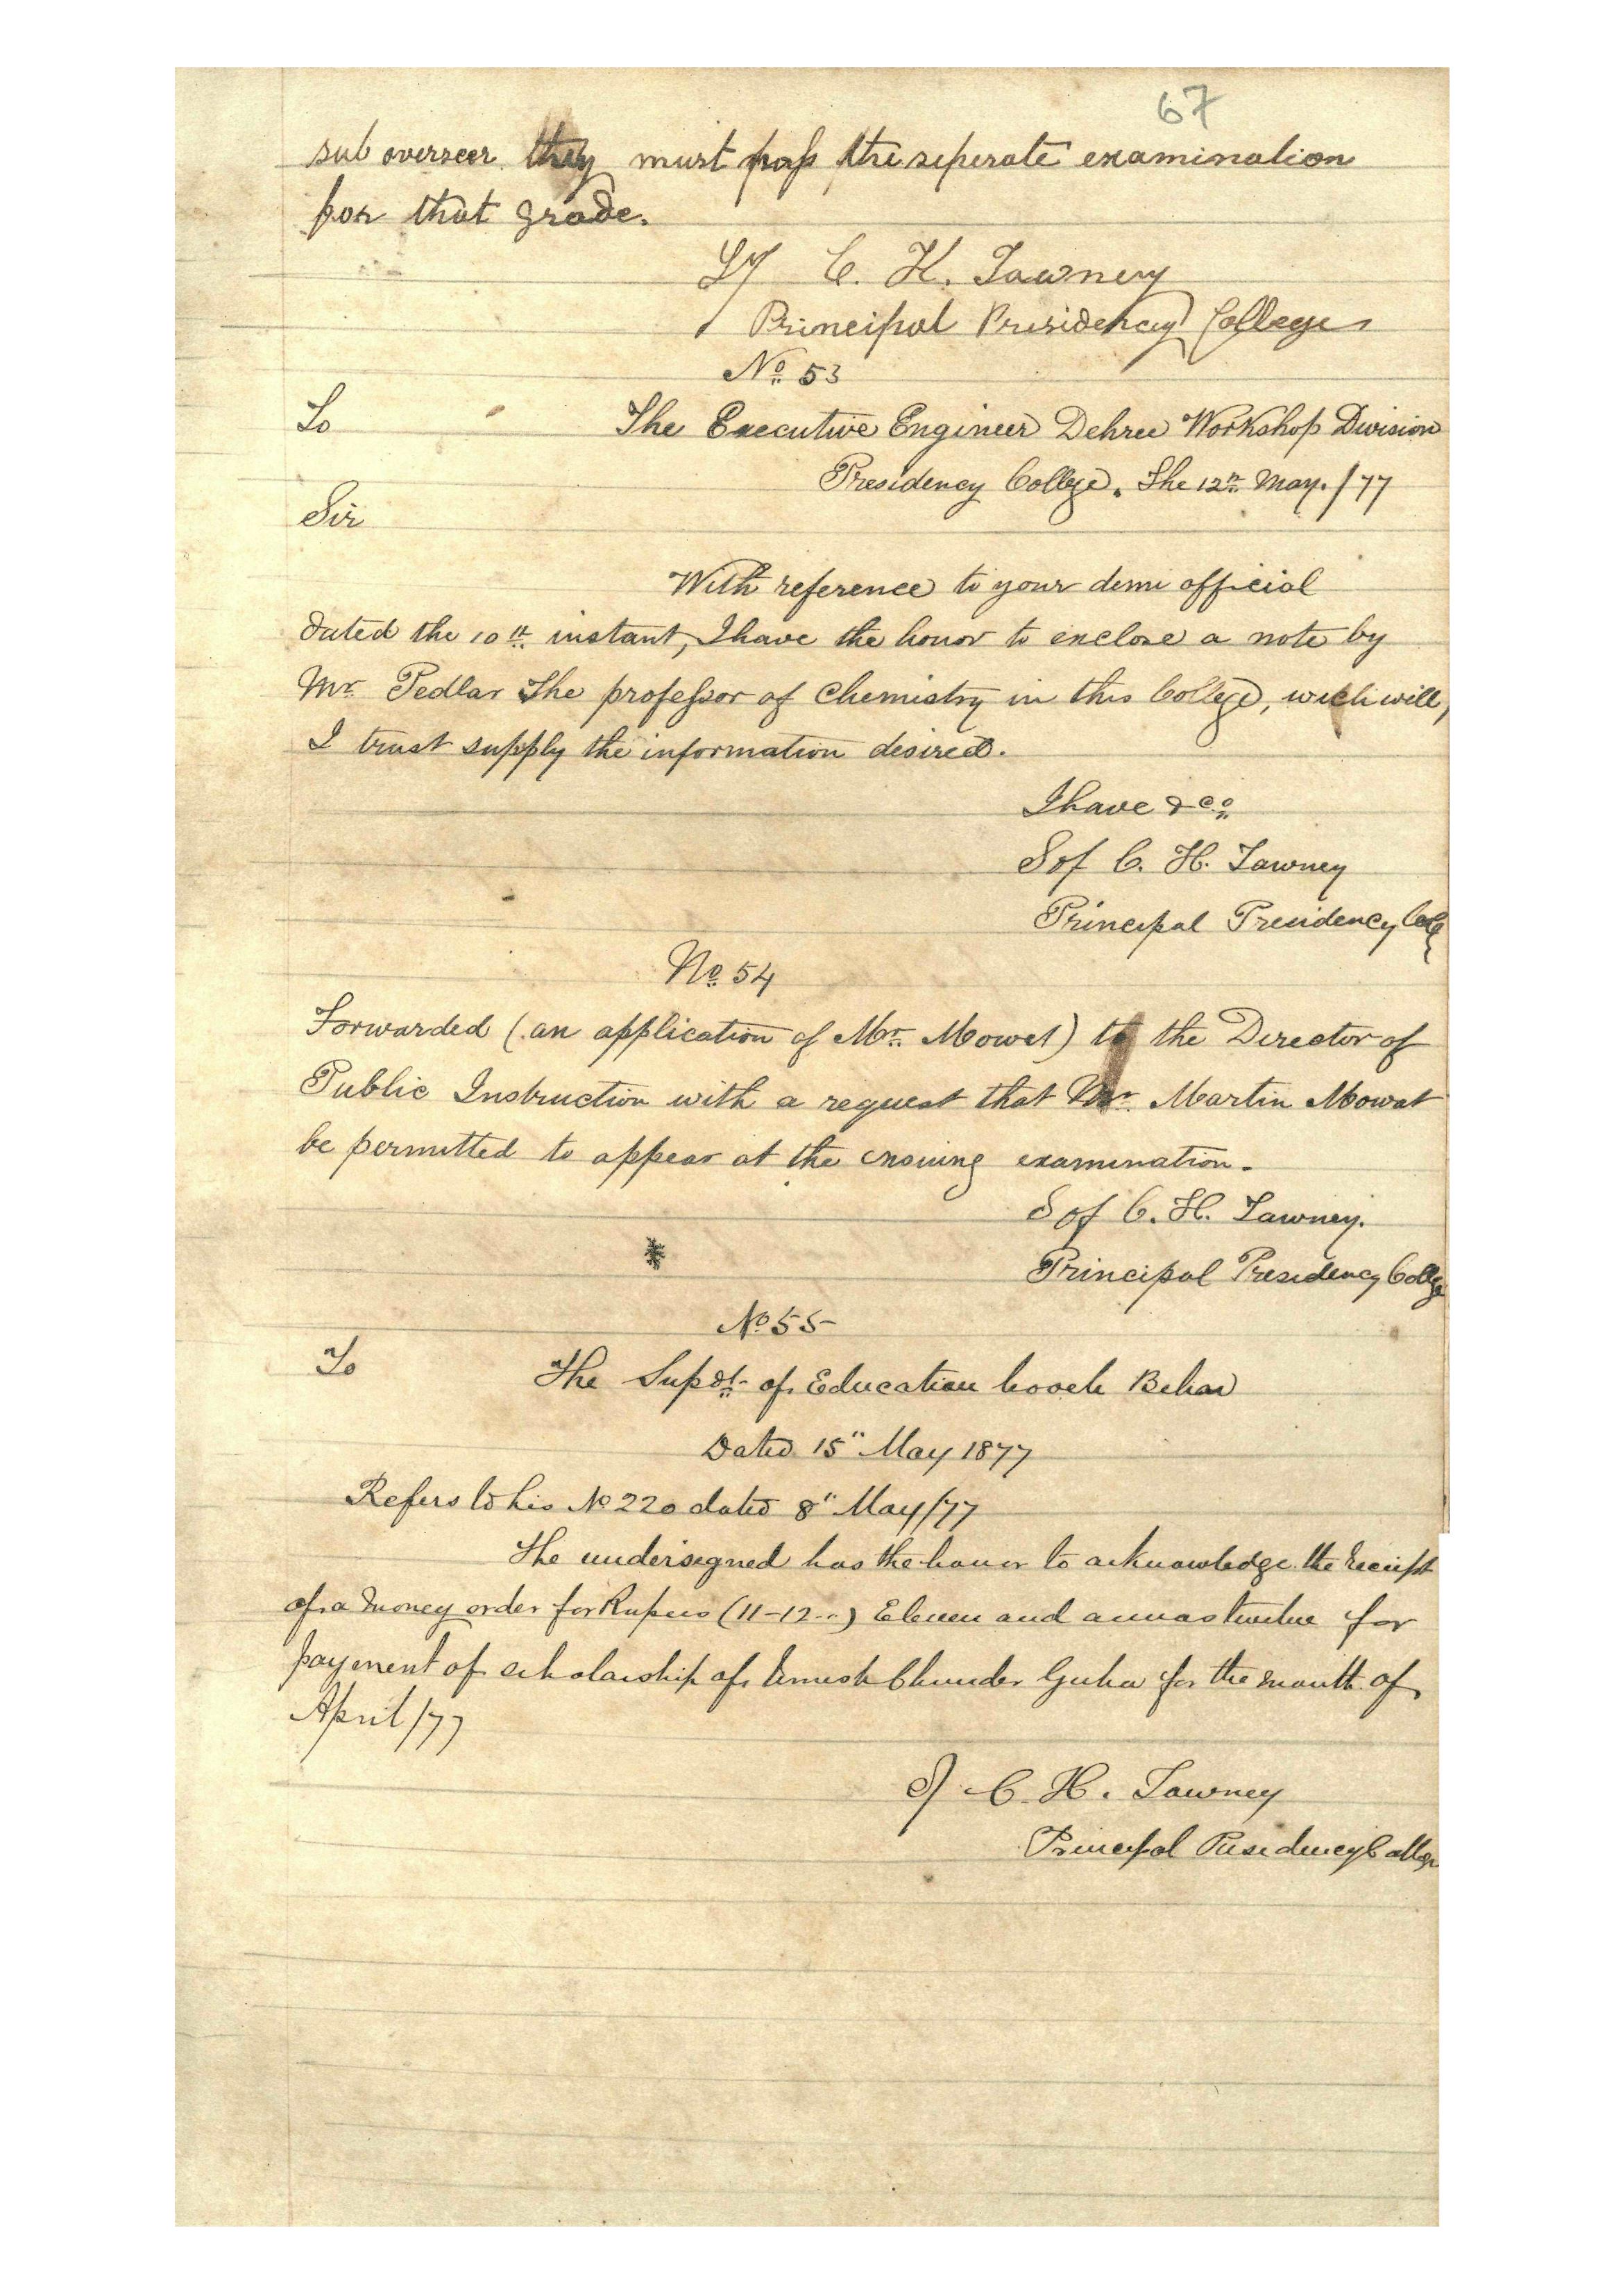 67
sub overseer they must pass the seperate examination
for that grade.
Sd/ C. H. Tawney
Principal Presidency College
No. 53
To The Executive Engineer Dehree Workshop Division
Presidency College. The 12th May. /77
Sir
With reference to your demi official
dated the 10th instant, I have the honor to enclose a note by
Mr. Pedlar The professor of Chemistry in this College, which will,
I trust supply the information desired.
I have &c.
Sd/ C. H. Tawney
Principal Presidency Coll
No. 54
Forwarded (an application of Mr. Mowat) to the Director of
Public Instruction with a request that Mr. Martin Mowat
be permitted to appear at the ensuing examination.
Sd/ C. H. Tawney.
Principal Presidency College
No 55
To The Supdt. of Education Cooch Behar
Dated 15" May 1877
Refers to his No 220 dated 8" May/77
The undersigned has the honor to acknowledge the receipt
of a money order for Rupees (11-12..) Eleven and annas twelve for
payment of scholarship of Umesh Chunder Guha for the month of
April/77
Sd/ C. H. Tawney
Principal Presidency College